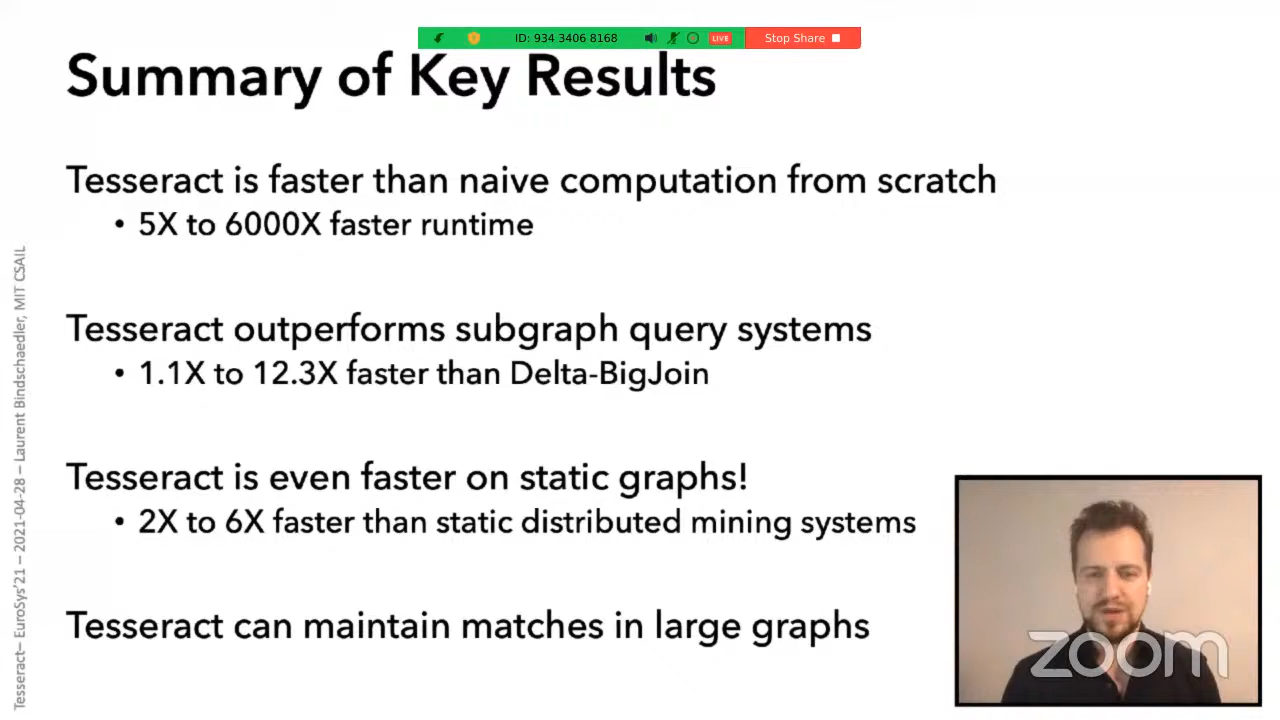 ID: 934 3406 8168
LIVE
Stop Share
Summary of Key Results
Tesseract is faster than naive computation from scratch
• 5X to 6000X faster runtime
Tesseract outperforms subgraph query systems
• 1.1X to 12.3X faster than Delta-BigJoin
Tesseract is even faster on static graphs!
• 2X to 6X faster than static distributed mining systems
Tesseract can maintain matches in large graphs
Tesseract– EuroSys'21 – 2021-04-28 – Laurent Bindschaedler, MIT CSAIL
zoom